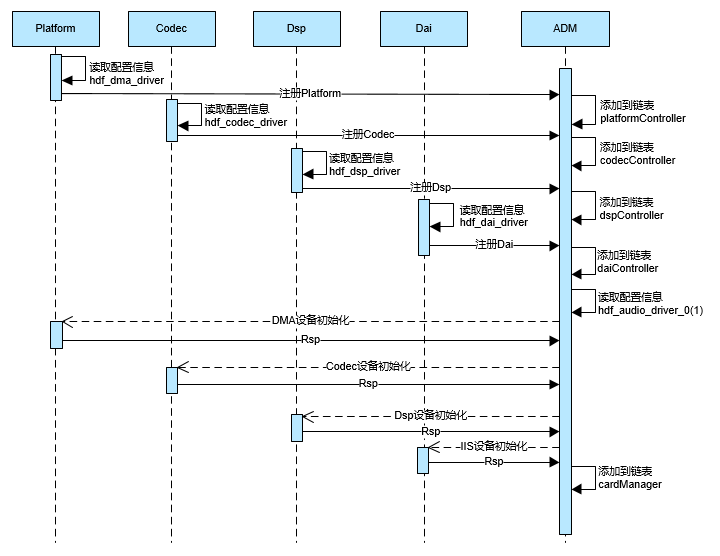 Platform
Codec
Dsp
Dai
ADM
读取配置信息
hdf_dma_driver
注册Platform
添加到链表
platformController
读取配置信息
hdf_codec_driver
注册Codec
添加到链表
codecController
读取配置信息
hdf_dsp_driver
注册Dsp
添加到链表
dspController
读取配置信息
hdf_dai_driver
注册Dai
添加到链表
daiController
读取配置信息
hdf_audio_driver_0(1)
DMA设备初始化
Rsp
Codec设备初始化
Rsp
Dsp设备初始化
Rsp
IIS设备初始化
Rsp
添加到链表
cardManager